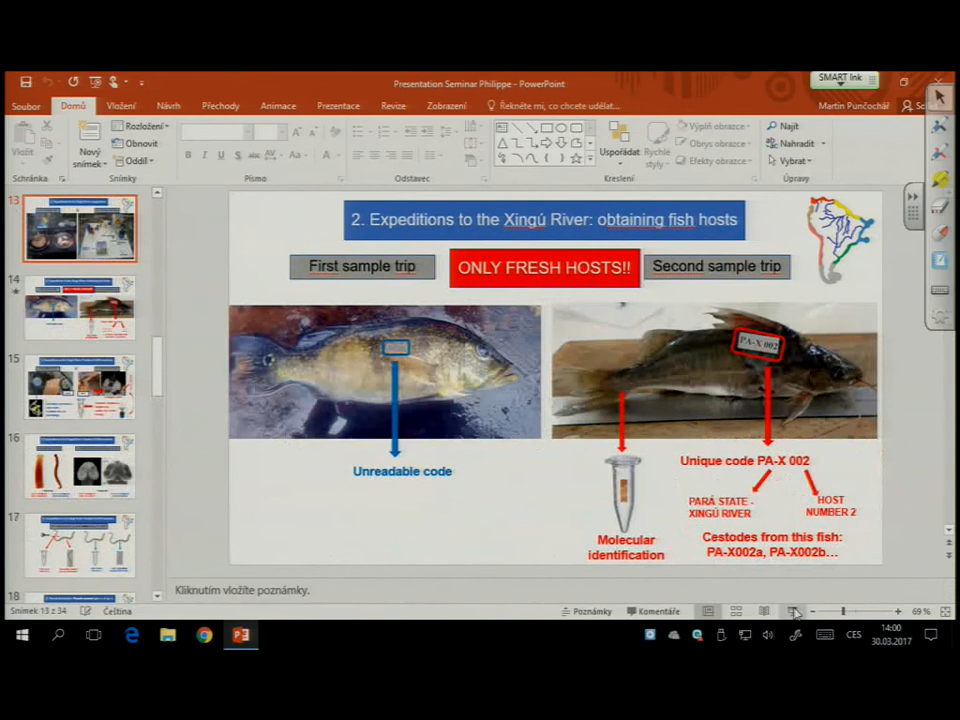 Presentation Seminar Philippe - PowerPoint
SMART Ink
Soubor Domů Vložení Návrh Přechody Animace Prezentace Revize Zobrazení Řekněte mi, co chcete udělat...
Martin Punčochář
Vložit
Nový snímek
Rozložení
Obnovit
Oddíl
Uspořádat
Rychlé styly
Výplň obrazce
Obrys obrazce
Efekty obrazce
Najít
Nahradit
Vybrat
Schránka Snímky Písmo Odstavec Kreslení Úpravy
13
14
15
16
17
18
2. Expeditions to the Xingú River: obtaining fish hosts
First sample trip
ONLY FRESH HOSTS!!
Second sample trip
PA-X 002
Unreadable code
Unique code PA-X 002
PARÁ STATE -
XINGÚ RIVER
HOST
NUMBER 2
Molecular
identification
Cestodes from this fish:
PA-X002a, PA-X002b...
Kliknutím vložíte poznámky.
Snímek 13 z 34 Čeština Poznámky Komentáře 69 %
CES
14:00
30.03.2017